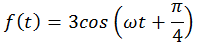 f(t) = 3cos (ωt + π/4)